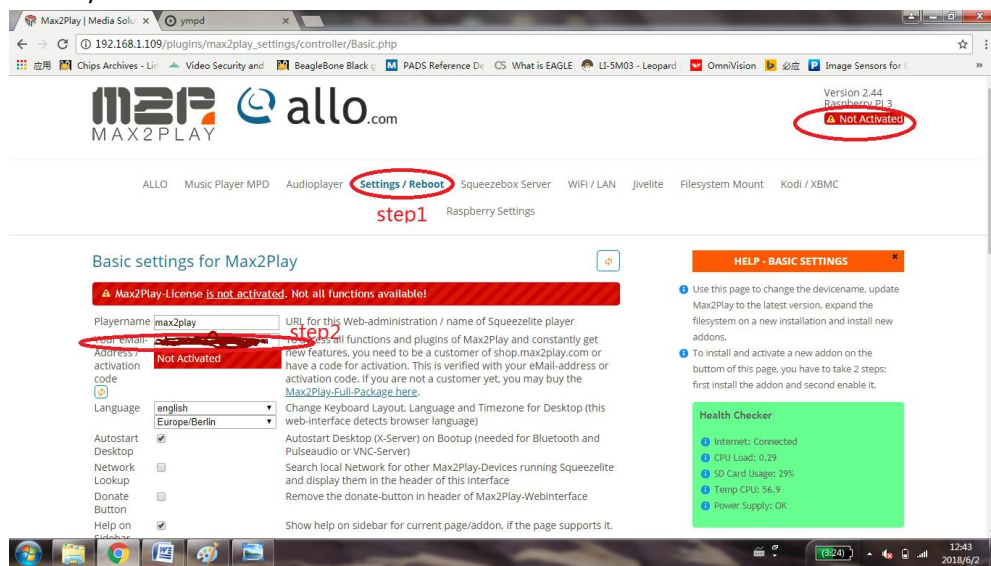 Max2Play | Media Solu
ympd
192.168.1.109/plugins/max2play_settings/controller/Basic.php
应用
Chips Archives - Lin
Video Security and
BeagleBone Black g
PADS Reference De
What is EAGLE
LI-5M03 - Leopard
OmniVision
必应
Image Sensors for S
MAX2PLAY
allo.com
Version 2.44
Raspberry PI 3
Not Activated
ALLO Music Player MPD Audioplayer Settings / Reboot Squeezebox Server WiFi / LAN Jivelite Filesystem Mount Kodi / XBMC
step1
Raspberry Settings
Basic settings for Max2Play
Max2Play-License is not activated. Not all functions available!
Playername
max2play
URL for this Web-administration / name of Squeezelite player
step2
Your eMail-
Address /
activation
code
Not Activated
To access all functions and plugins of Max2Play and constantly get
new features, you need to be a customer of shop.max2play.com or
have a code for activation. This is verified with your eMail-address or
activation code. If you are not a customer yet, you may buy the
Max2Play-Full-Package here.
Language
english
Europe/Berlin
Change Keyboard Layout, Language and Timezone for Desktop (this
web-interface detects browser language)
Autostart
Desktop
Autostart Desktop (X-Server) on Bootup (needed for Bluetooth and
Pulseaudio or VNC-Server)
Network
Lookup
Search local Network for other Max2Play-Devices running Squeezelite
and display them in the header of this interface
Donate
Button
Remove the donate-button in header of Max2Play-Webinterface
Help on
Sidebar
Show help on sidebar for current page/addon, if the page supports it.
HELP - BASIC SETTINGS
Use this page to change the devicename, update
Max2Play to the latest version, expand the
filesystem on a new installation and install new
addons.
To install and activate a new addon on the
buttom of this page, you have to take 2 steps:
first install the addon and second enable it.
Health Checker
Internet: Connected
CPU Load: 0.29
SD Card Usage: 29%
Temp CPU: 56.9
Power Supply: OK
(3:24)
12:43
2018/6/2